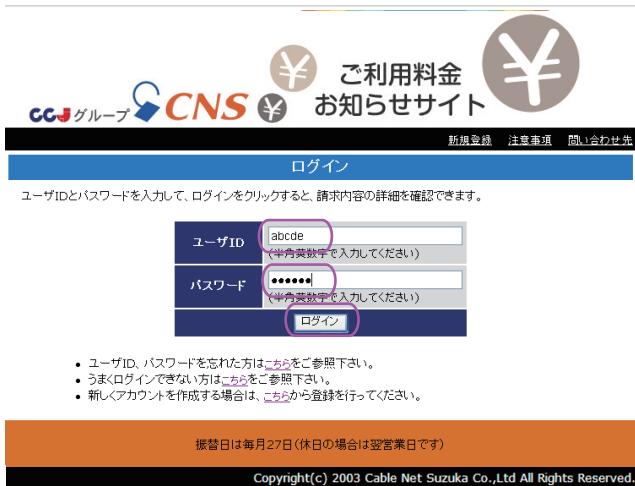 ご利用料金
お知らせサイト
CCJグループ CNS
新規登録 注意事項 問い合わせ先
ログイン
ユーザIDとパスワードを入力して、ログインをクリックすると、請求内容の詳細を確認できます。
ユーザID abcde
(半角英数字で入力してください)
パスワード ●●●●●●
(半角英数字で入力してください)
ログイン
• ユーザID、パスワードを忘れた方はこちらをご参照下さい。
• うまくログインできない方はこちらをご参照下さい。
• 新しくアカウントを作成する場合は、こちらから登録を行ってください。
振替日は毎月27日(休日の場合は翌営業日です)
Copyright(c) 2003 Cable Net Suzuka Co.,Ltd All Rights Reserved.